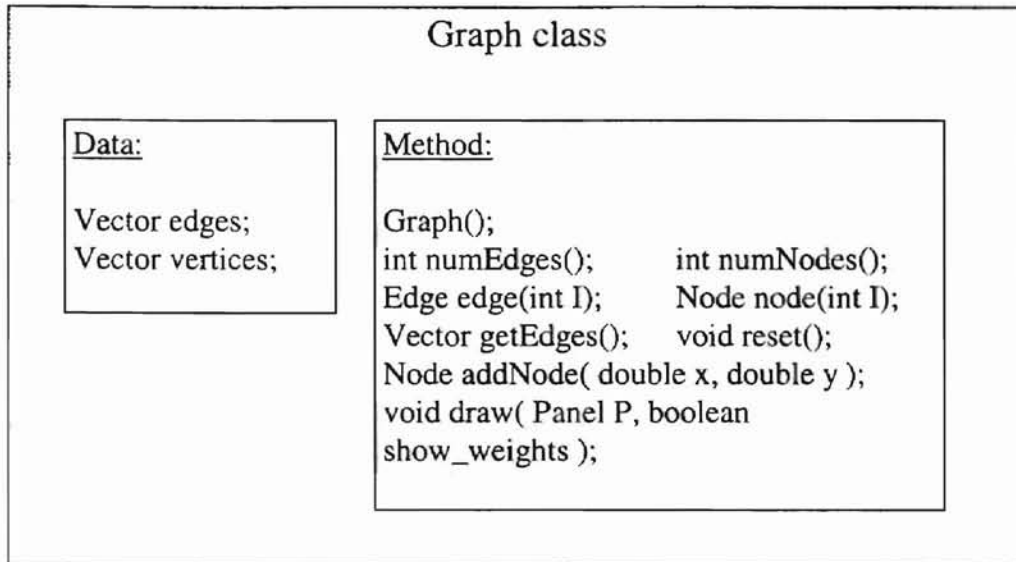 Graph class
Data:
Vector edges;
Vector vertices;
Method:
Graph();
int numEdges(); int numNodes();
Edge edge(int I); Node node(int I);
Vector getEdges(); void reset();
Node addNode( double x, double y );
void draw( Panel P, boolean
show_weights );